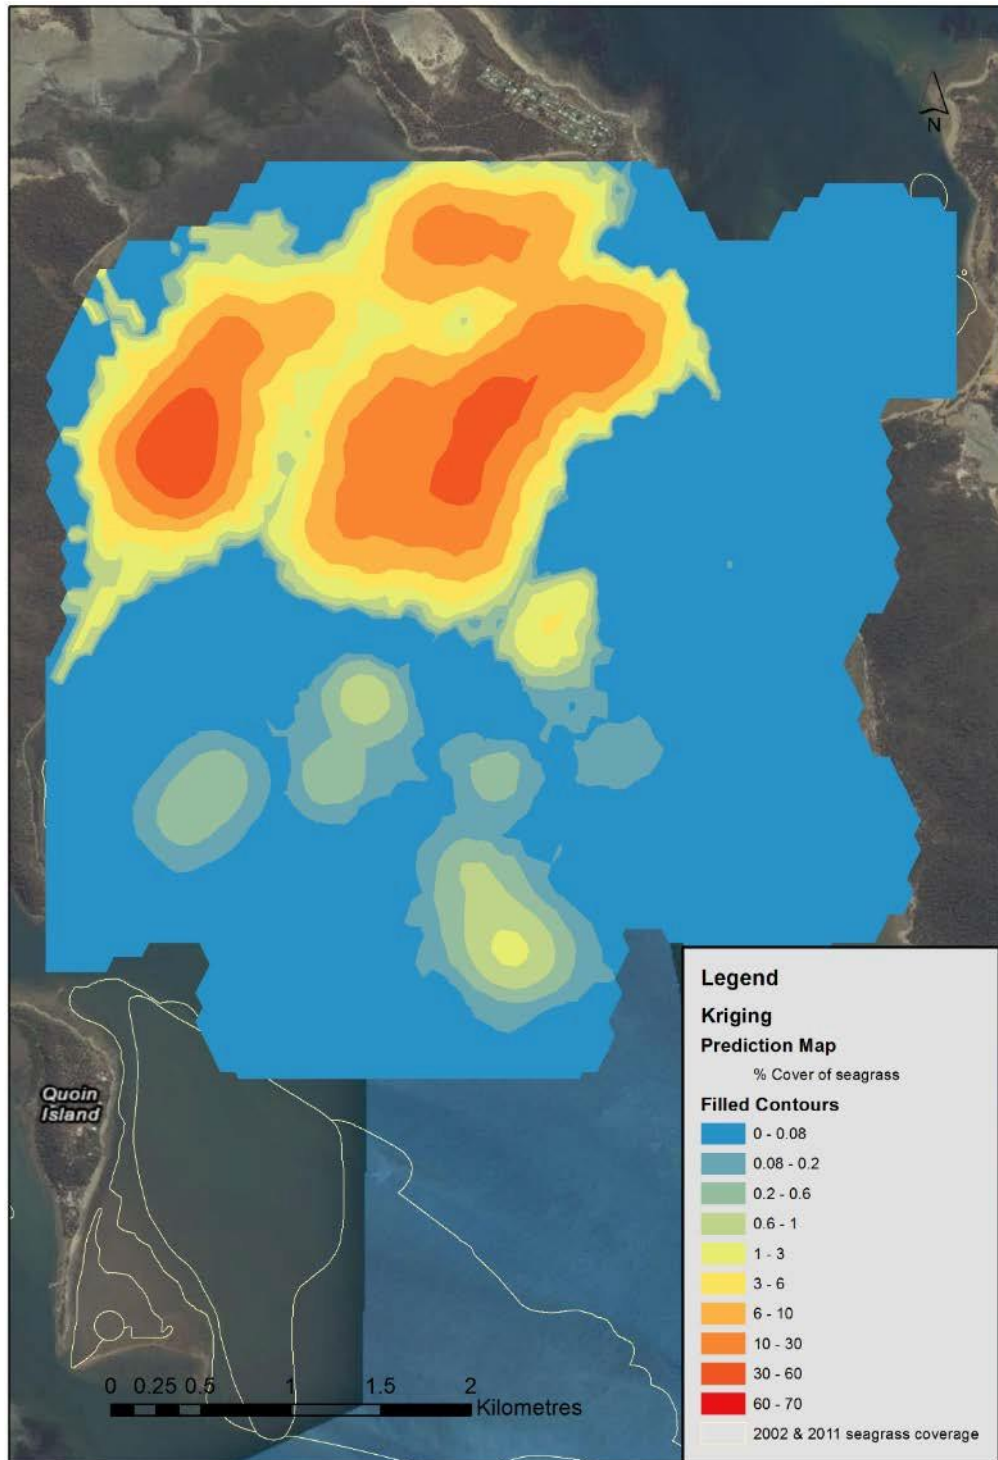 N
Quoin
Island
0 0.25 0.5 1 1.5 2
Kilometres
Legend
Kriging
Prediction Map
% Cover of seagrass
Filled Contours
0 - 0.08
0.08 - 0.2
0.2 - 0.6
0.6 - 1
1 - 3
3 - 6
6 - 10
10 - 30
30 - 60
60 - 70
2002 & 2011 seagrass coverage